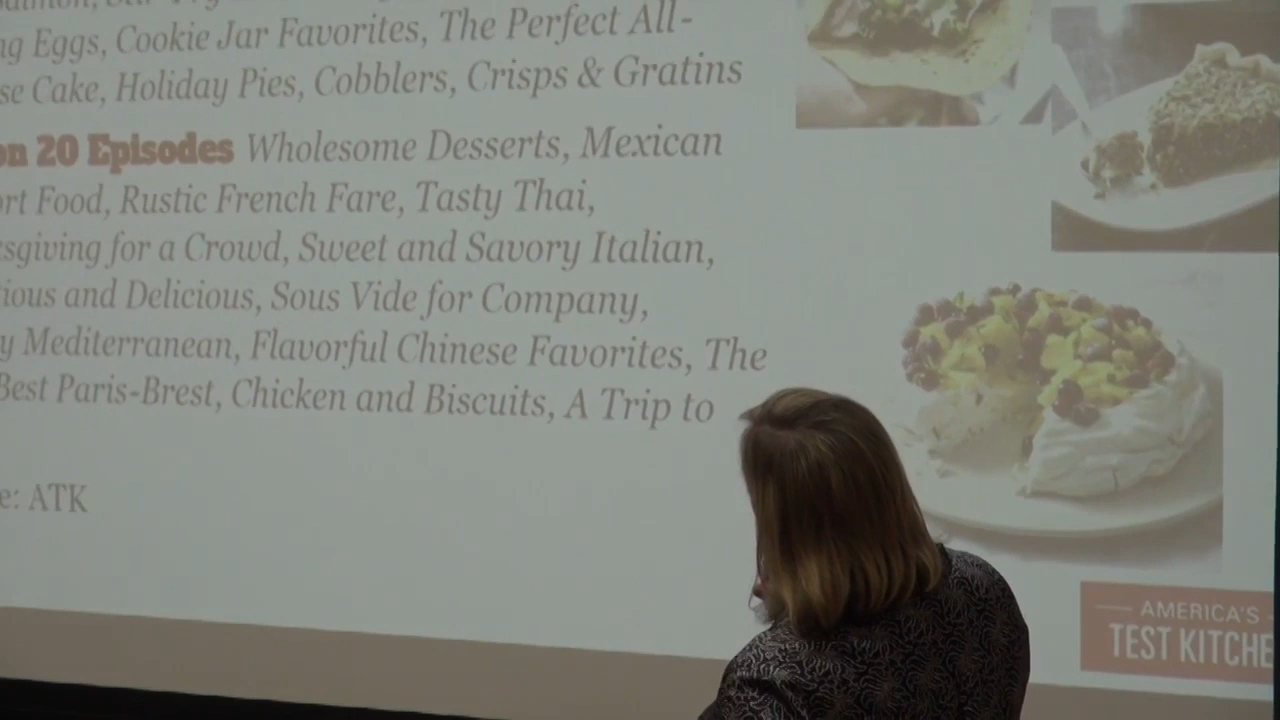 ng Eggs, Cookie Jar Favorites, The Perfect All-
se Cake, Holiday Pies, Cobblers, Crisps & Gratins
on 20 Episodes Wholesome Desserts, Mexican
ort Food, Rustic French Fare, Tasty Thai,
sgiving for a Crowd, Sweet and Savory Italian,
ious and Delicious, Sous Vide for Company,
y Mediterranean, Flavorful Chinese Favorites, The
Best Paris-Brest, Chicken and Biscuits, A Trip to
e: ATK
AMERICA'S
TEST KITCHE